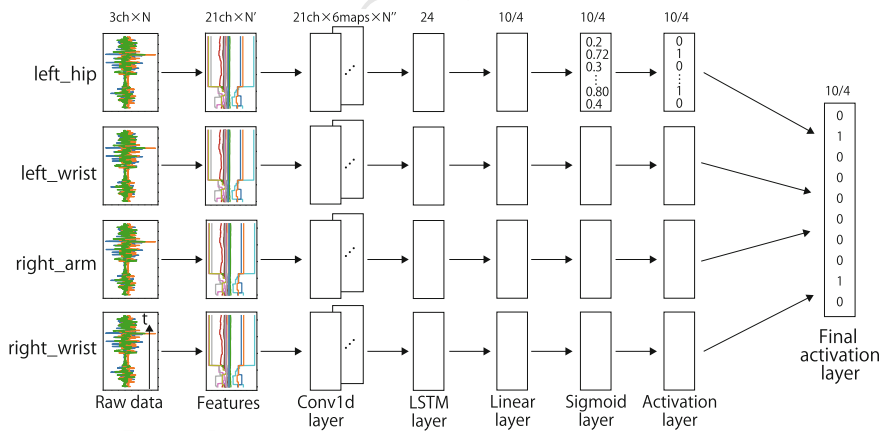 3ch×N 21ch×N′ 21ch×6maps×N″ 24 10/4 10/4 10/4
left_hip
0.2
0.72
0.3
0.80
0.4
0
1
0
1
0
left_wrist
right_arm
right_wrist
t
10/4
0
1
0
0
0
0
0
0
1
0
Final
activation
layer
Raw data
Features
Conv1d
layer
LSTM
layer
Linear
layer
Sigmoid
layer
Activation
layer